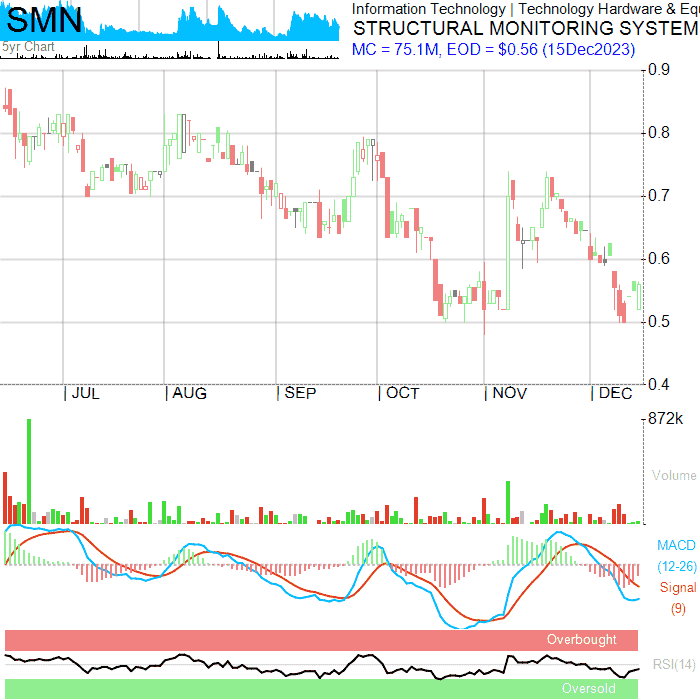 SMN
5yr Chart
Information Technology | Technology Hardware & Equ
STRUCTURAL MONITORING SYSTEM
MC = 75.1M, EOD = $0.56 (15Dec2023)
0.9
0.8
0.7
0.6
0.5
0.4
| JUL | AUG | SEP | OCT | NOV | DEC
872k
Volume
MACD
(12-26)
Signal
(9)
Overbought
RSI(14)
Oversold